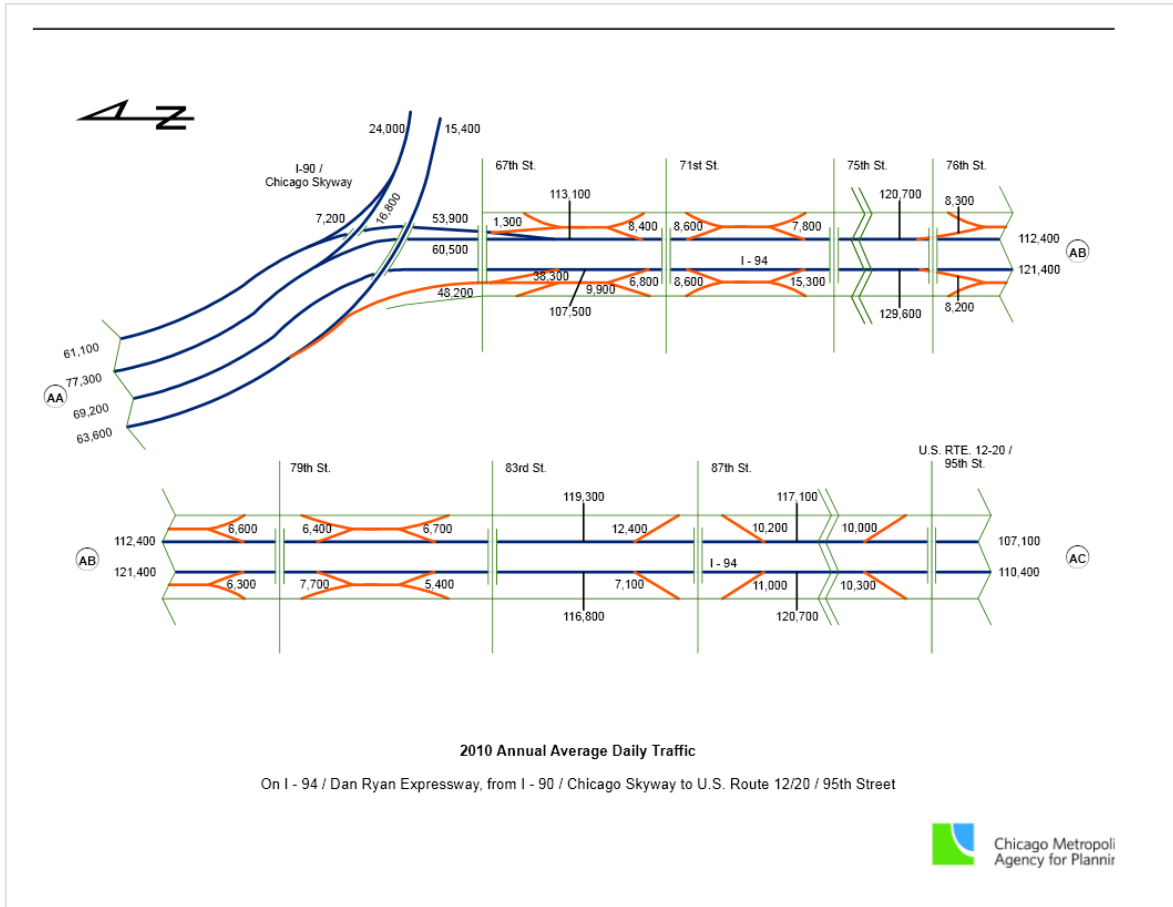 24,000
15,400
I-90 /
Chicago Skyway
7,200
16,800
53,900
60,500
48,200
67th St.
71st St.
75th St.
76th St.
113,100
120,700
8,300
1,300
8,400
8,600
7,800
112,400
AB
I - 94
121,400
38,300
9,900
6,800
8,600
15,300
107,500
129,600
8,200
61,100
77,300
AA
69,200
63,600
79th St.
83rd St.
87th St.
U.S. RTE. 12-20 /
95th St.
119,300
117,100
6,600
6,400
6,700
12,400
10,200
10,000
112,400
107,100
AB
I - 94
AC
121,400
110,400
6,300
7,700
5,400
7,100
11,000
10,300
116,800
120,700
2010 Annual Average Daily Traffic
On I - 94 / Dan Ryan Expressway, from I - 90 / Chicago Skyway to U.S. Route 12/20 / 95th Street
Chicago Metropoli
Agency for Plannir